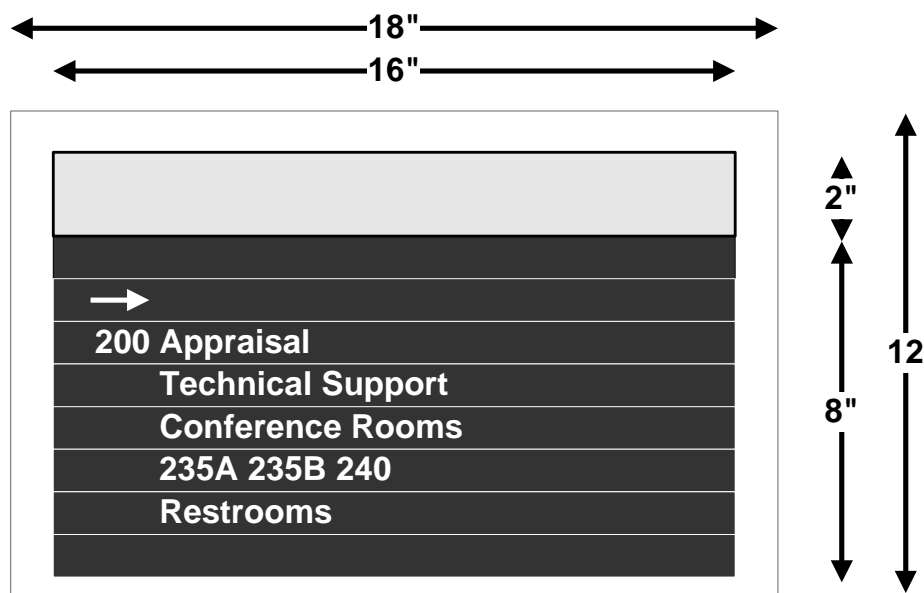 18"
16"
2"
12
200 Appraisal
Technical Support
8"
Conference Rooms
235A 235B 240
Restrooms